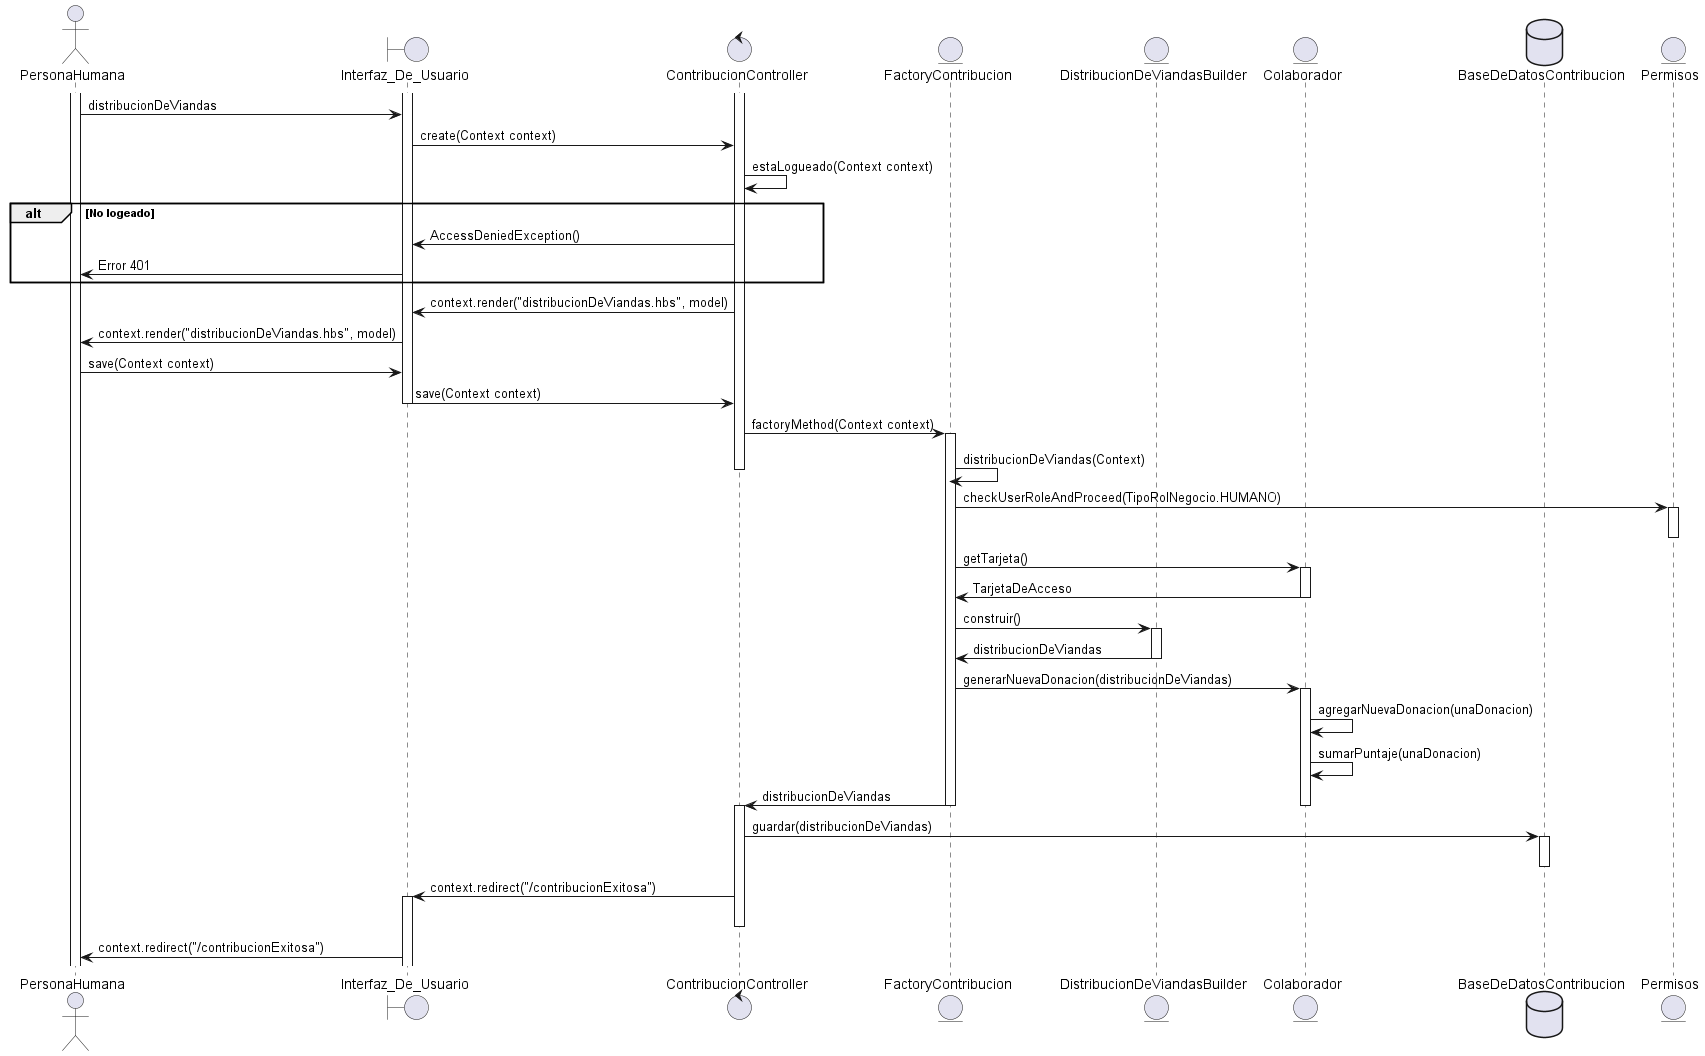 PersonaHumana
Interfaz_De_Usuario
ContribucionController
FactoryContribucion
DistribucionDeViandasBuilder
Colaborador
BaseDeDatosContribucion
Permisos
distribucionDeViandas
create(Context context)
estaLogueado(Context context)
alt
[No logeado]
AccessDeniedException()
Error 401
context.render("distribucionDeViandas.hbs", model)
context.render("distribucionDeViandas.hbs", model)
save(Context context)
save(Context context)
factoryMethod(Context context)
distribucionDeViandas(Context)
checkUserRoleAndProceed(TipoRolNegocio.HUMANO)
getTarjeta()
TarjetaDeAcceso
construir()
distribucionDeViandas
generarNuevaDonacion(distribucionDeViandas)
agregarNuevaDonacion(unaDonacion)
sumarPuntaje(unaDonacion)
distribucionDeViandas
guardar(distribucionDeViandas)
context.redirect("/contribucionExitosa")
context.redirect("/contribucionExitosa")
PersonaHumana
Interfaz_De_Usuario
ContribucionController
FactoryContribucion
DistribucionDeViandasBuilder
Colaborador
BaseDeDatosContribucion
Permisos